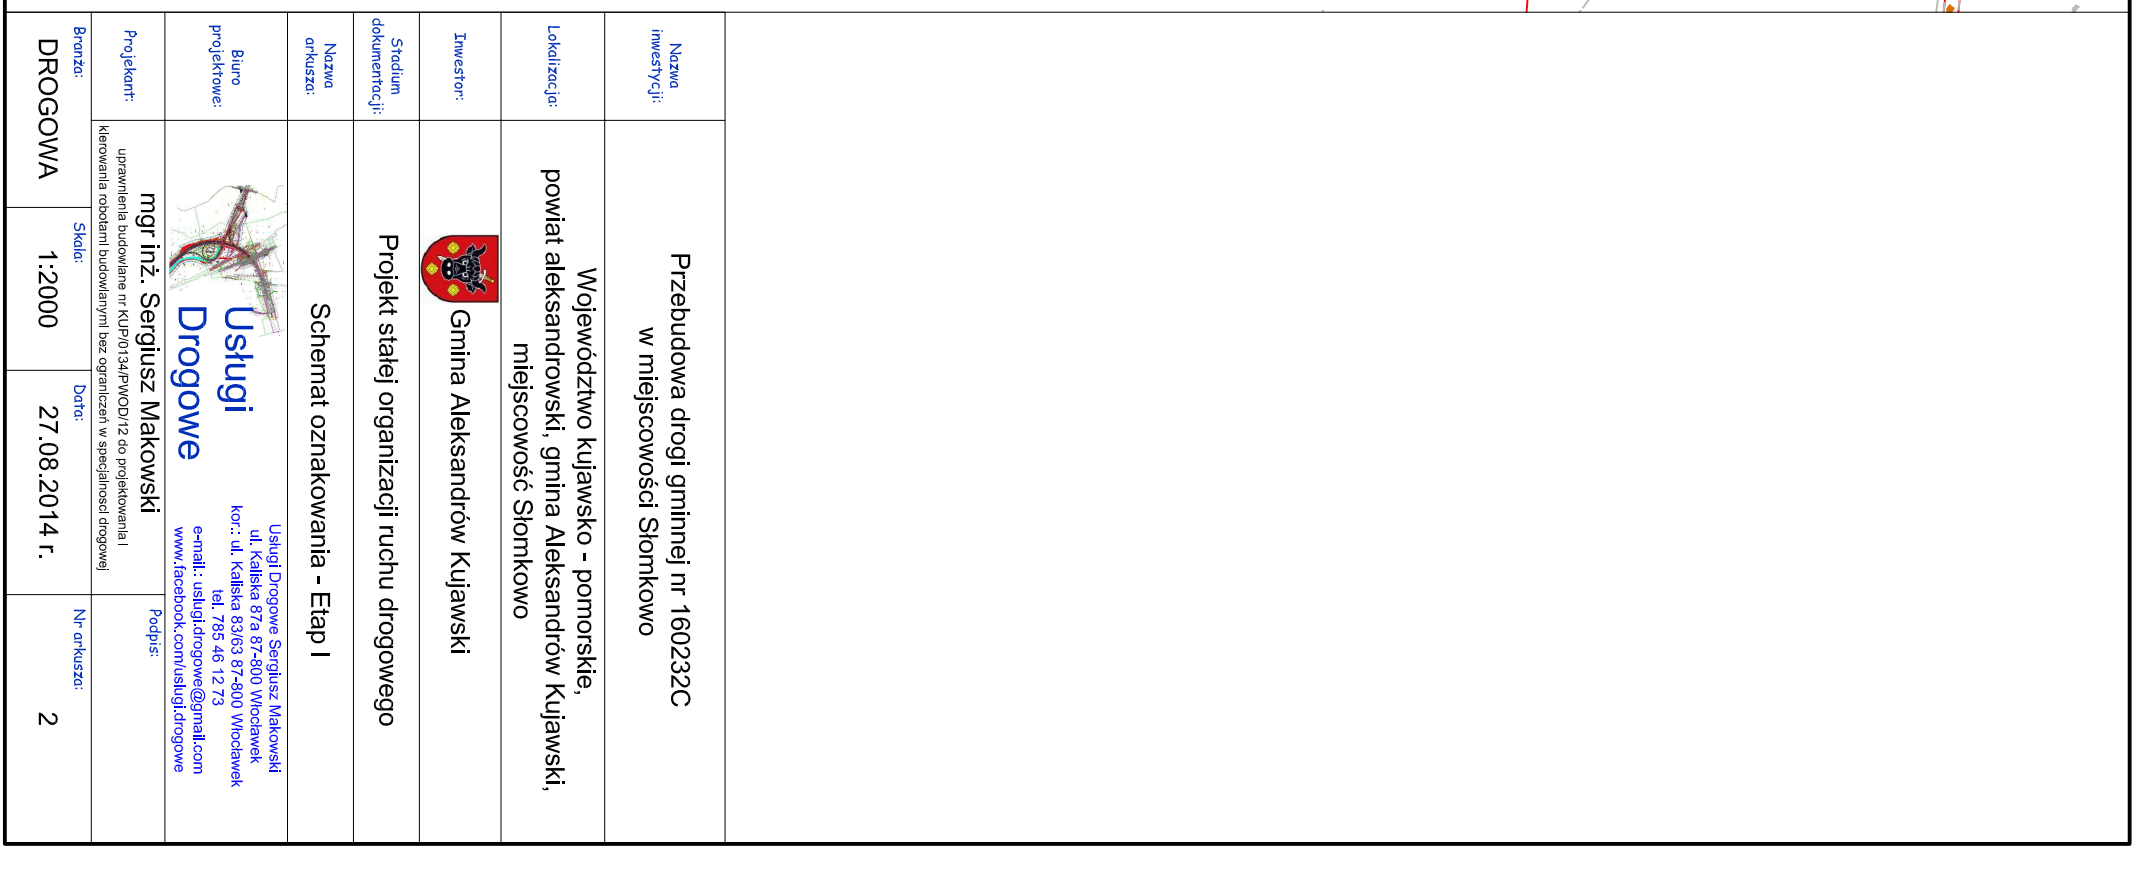 Nazwa
inwestycji:
Przebudowa drogi gminnej nr 160232C
w miejscowości Słomkowo
Lokalizacja:
Województwo kujawsko - pomorskie,
powiat aleksandrowski, gmina Aleksandrów Kujawski,
miejscowość Słomkowo
Inwestor:
Gmina Aleksandrów Kujawski
Stadium
dokumentacji:
Projekt stałej organizacji ruchu drogowego
Nazwa
arkusza:
Schemat oznakowania - Etap I
Biuro
projektowe:
Usługi
Drogowe
Usługi Drogowe Sergiusz Makowski
ul. Kaliska 87a 87-800 Włocławek
kor.: ul. Kaliska 83/63 87-800 Włocławek
tel. 785 46 12 73
e-mail.: uslugi.drogowe@gmail.com
www.facebook.com/uslugi.drogowe
Projekant:
mgr inż. Sergiusz Makowski
uprawnienia budowlane nr KUP/0134/PWOD/12 do projektowania i
kierowania robotami budowlanymi bez ograniczeń w specjalności drogowej
Podpis:
Branża:
DROGOWA
Skala:
1:2000
Data:
27.08.2014 r.
Nr arkusza:
2